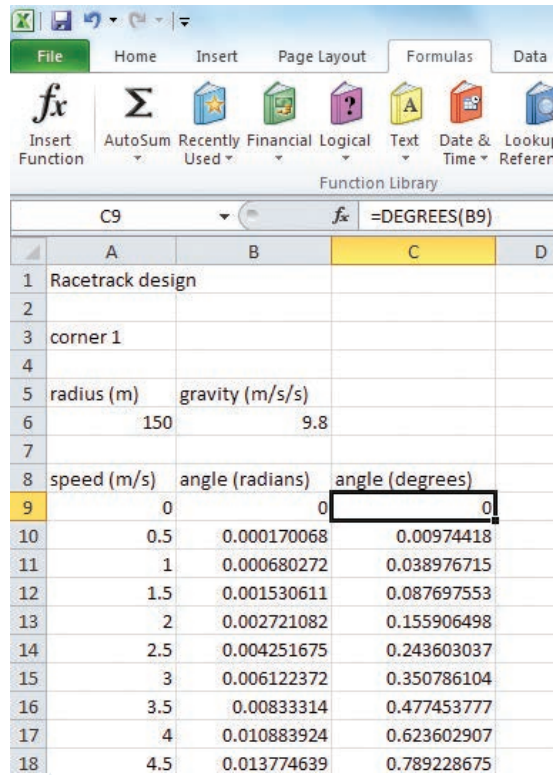 File Home Insert Page Layout Formulas Data
fx Σ ? A
Insert Function AutoSum Recently Used Financial Logical Text Date & Time
Function Library
C9 fx =DEGREES(B9)
A B C D
1 Racetrack design
2
3 corner 1
4
5 radius (m) gravity (m/s/s)
6 150 9.8
7
8 speed (m/s) angle (radians) angle (degrees)
9 0 0 0
10 0.5 0.000170068 0.00974418
11 1 0.000680272 0.038976715
12 1.5 0.001530611 0.087697553
13 2 0.002721082 0.155906498
14 2.5 0.004251675 0.243603037
15 3 0.006122372 0.350786104
16 3.5 0.00833314 0.477453777
17 4 0.010883924 0.623602907
18 4.5 0.013774639 0.789228675